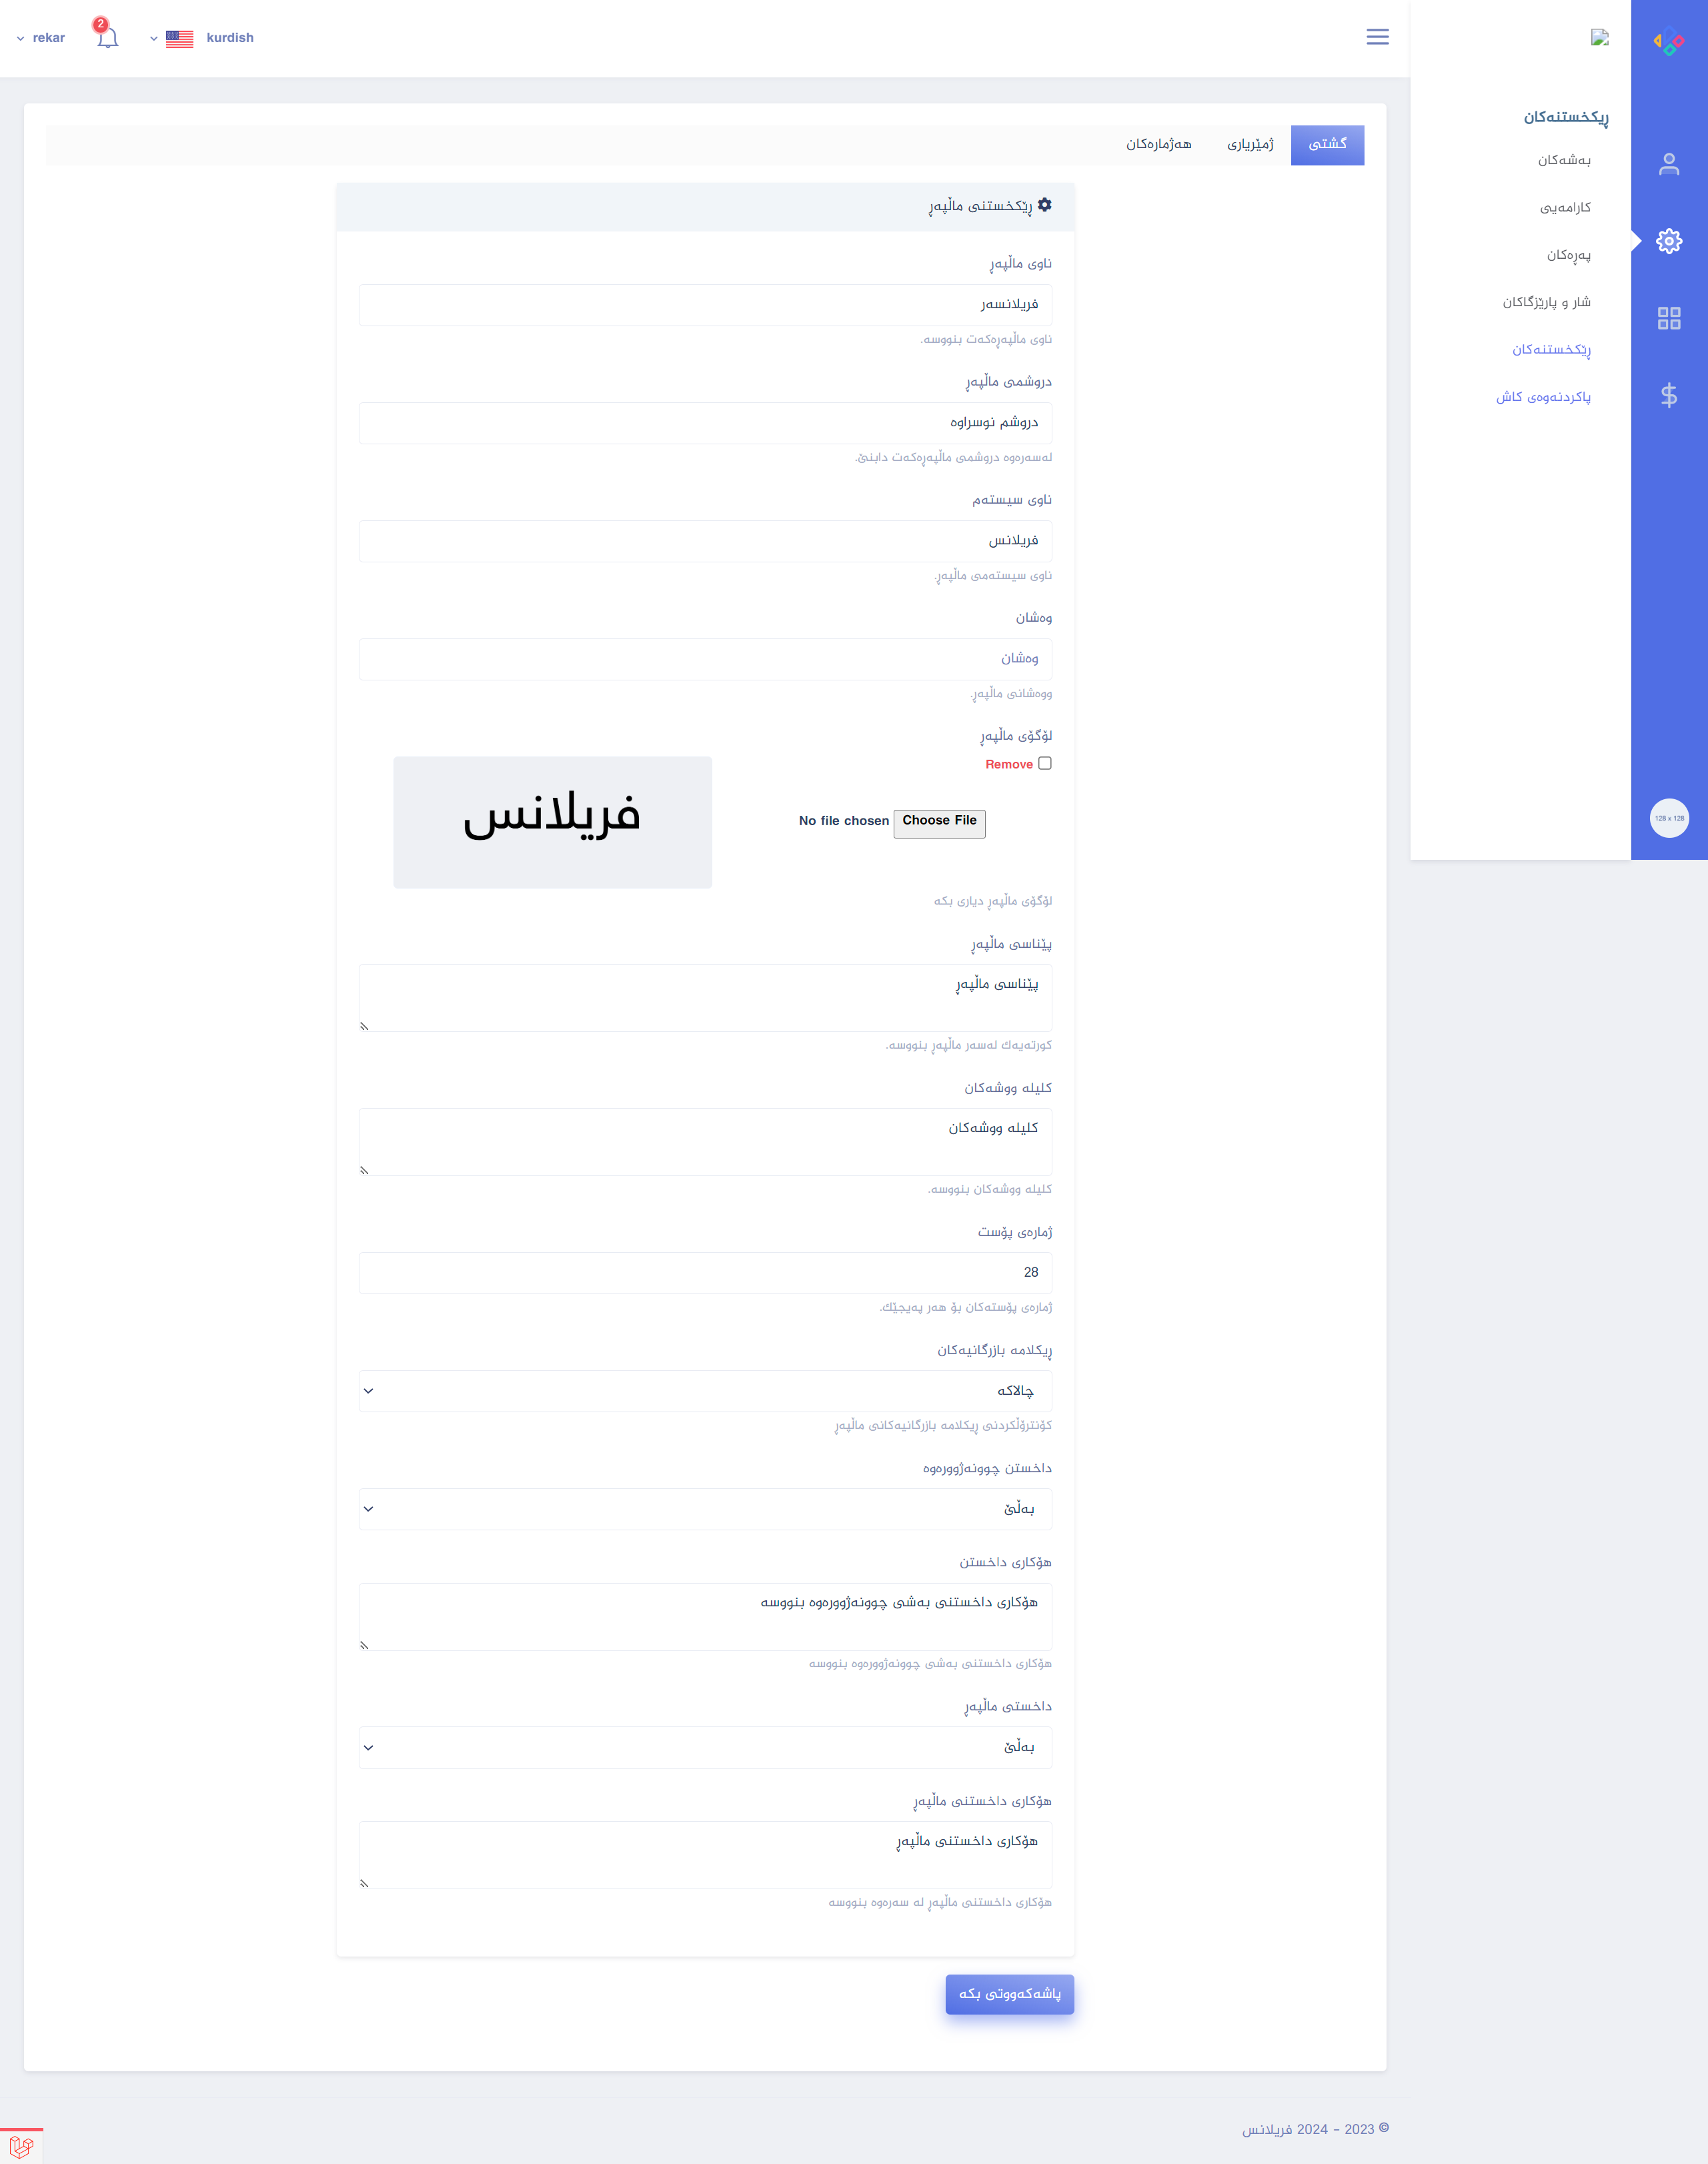 kurdish
2
rekar
ڕیکخستنەکان
بەشەکان
کارامەیی
پەڕەکان
شار و پارێزگاکان
ڕێکخستنەکان
پاکردنەوەی کاش
128 x 128
گشتی
ژمێریاری
هەژمارەکان
ڕێکخستنی ماڵپەڕ
ناوی ماڵپەڕ
فریلانسەر
ناوی ماڵپەڕەکەت بنووسە.
دروشمی ماڵپەڕ
دروشم نوسراوە
لەسەرەوە دروشمی ماڵپەڕەکەت دابنێ.
ناوی سیستەم
فریلانس
ناوی سیستەمی ماڵپەڕ.
وەشان
وەشان
ووەشانی ماڵپەڕ.
لۆگۆی ماڵپەڕ
Remove
Choose File No file chosen
فریلانس
لۆگۆی ماڵپەڕ دیاری بکە
پێناسی ماڵپەڕ
پێناسی ماڵپەڕ
کورتەیەك لەسەر ماڵپەڕ بنووسە.
کلیلە ووشەکان
کلیلە ووشەکان
کلیلە ووشەکان بنووسە.
ژمارەی پۆست
28
ژمارەی پۆستەکان بۆ هەر پەیجێك.
ڕیکلامە بازرگانیەکان
چالاکە
کۆنترۆڵکردنی ڕیکلامە بازرگانیەکانی ماڵپەڕ
داخستن چوونەژوورەوە
بەڵێ
هۆکاری داخستن
هۆکاری داخستنی بەشی چوونەژوورەوە بنووسە
هۆکاری داخستنی بەشی چوونەژوورەوە بنووسە
داخستی ماڵپەڕ
بەڵێ
هۆکاری داخستنی ماڵپەڕ
هۆکاری داخستنی ماڵپەڕ
هۆکاری داخستنی ماڵپەڕ لە سەرەوە بنووسە
پاشەکەووتی بکە
© 2023 - 2024 فریلانس